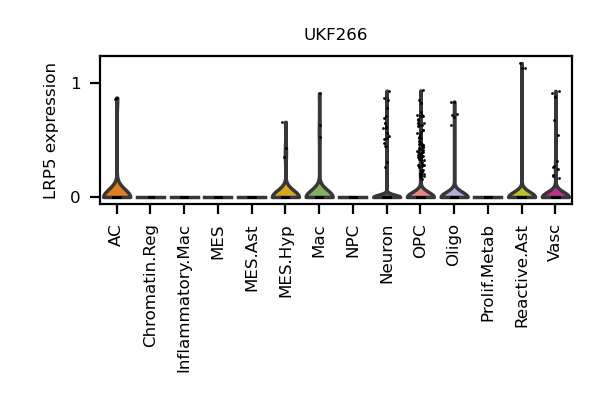 UKF266
LRP5 expression
1
0
AC
Chromatin.Reg
Inflammatory.Mac
MES
MES.Ast
MES.Hyp
Mac
NPC
Neuron
OPC
Oligo
Prolif.Metab
Reactive.Ast
Vasc